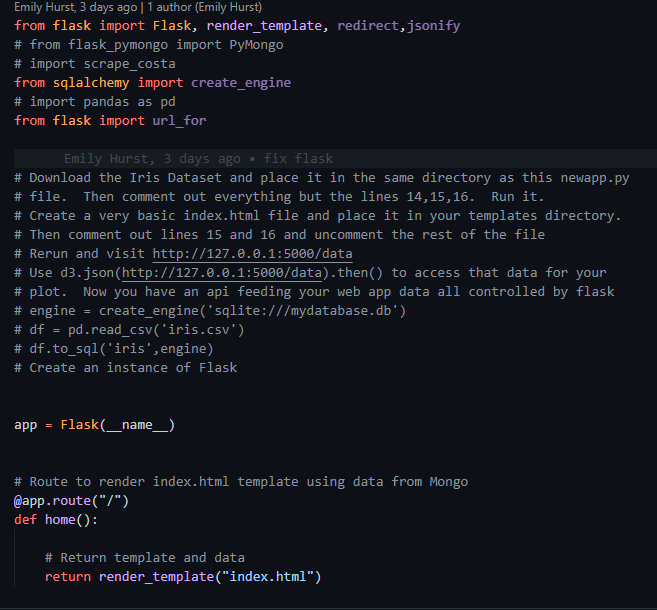 Emily Hurst, 3 days ago | 1 author (Emily Hurst)
from flask import Flask, render_template, redirect,jsonify
# from flask_pymongo import PyMongo
# import scrape_costa
from sqlalchemy import create_engine
# import pandas as pd
from flask import url_for
Emily Hurst, 3 days ago • fix flask
# Download the Iris Dataset and place it in the same directory as this newapp.py
# file.  Then comment out everything but the lines 14,15,16.  Run it.
# Create a very basic index.html file and place it in your templates directory.
# Then comment out lines 15 and 16 and uncomment the rest of the file
# Rerun and visit http://127.0.0.1:5000/data
# Use d3.json(http://127.0.0.1:5000/data).then() to access that data for your
# plot.  Now you have an api feeding your web app data all controlled by flask
# engine = create_engine('sqlite:///mydatabase.db')
# df = pd.read_csv('iris.csv')
# df.to_sql('iris',engine)
# Create an instance of Flask
app = Flask(__name__)
# Route to render index.html template using data from Mongo
@app.route("/")
def home():
    # Return template and data
    return render_template("index.html")